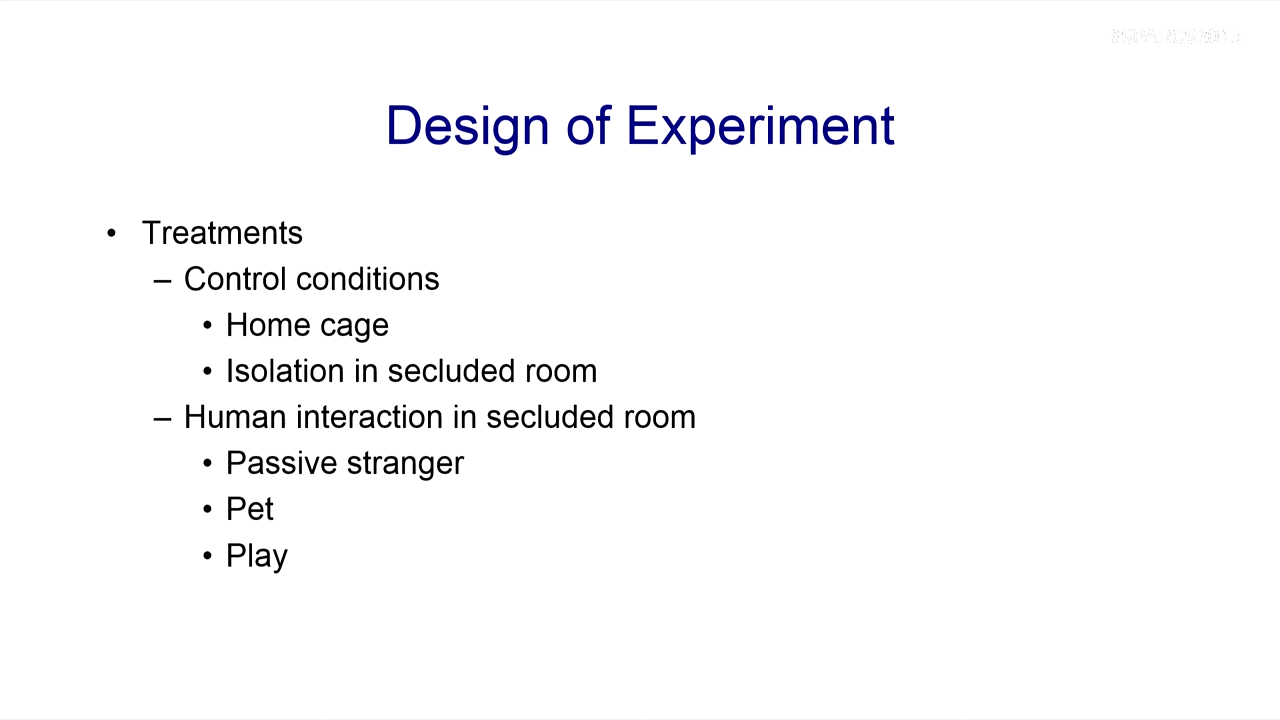 Design of Experiment
• Treatments
– Control conditions
• Home cage
• Isolation in secluded room
– Human interaction in secluded room
• Passive stranger
• Pet
• Play